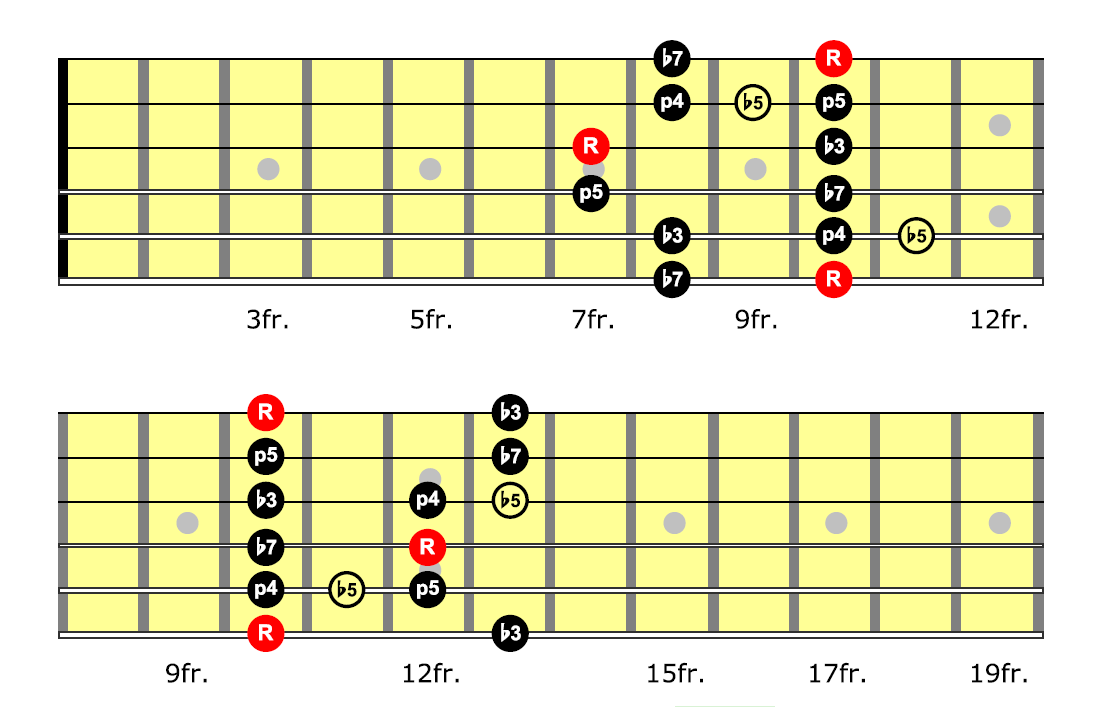 ♭7 R
p4 ♭5 p5
R ♭3
p5 ♭7
♭3 p4 ♭5
♭7 R
3fr. 5fr. 7fr. 9fr. 12fr.
R ♭3
p5 ♭7
♭3 p4 ♭5
♭7 R
p4 ♭5 p5
R ♭3
9fr. 12fr. 15fr. 17fr. 19fr.